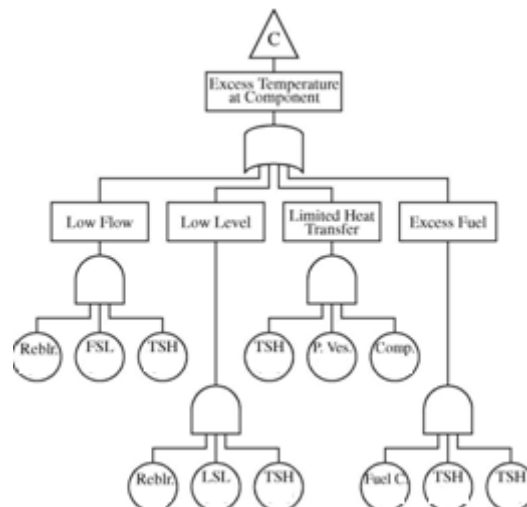 C
Excess Temperature
at Component
Low Flow
Low Level
Limited Heat
Transfer
Excess Fuel
Reblr.
FSL
TSH
TSH
P. Ves.
Comp.
Reblr.
LSL
TSH
Fuel C.
TSH
TSH